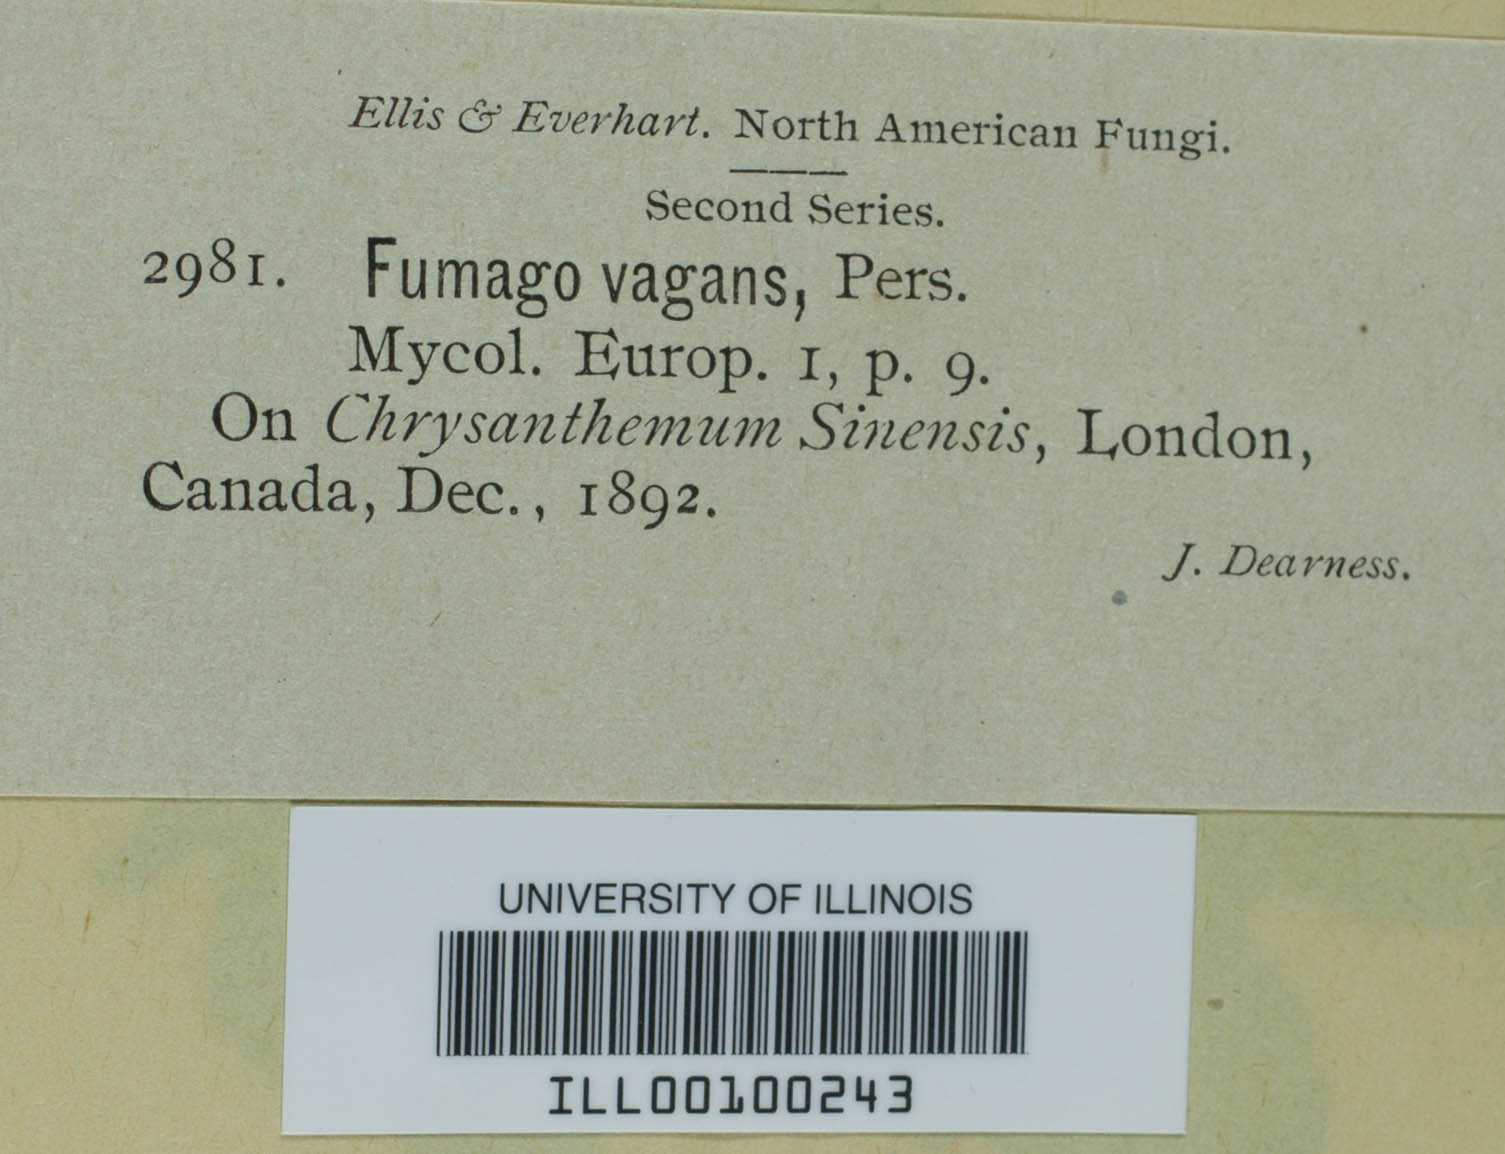 Ellis & Everhart. North American Fungi.
Second Series.
2981. Fumago vagans, Pers.
Mycol. Europ. 1, p. 9.
On Chrysanthemum Sinensis, London,
Canada, Dec., 1892.
J. Dearness.
UNIVERSITY OF ILLINOIS
ILL00100243